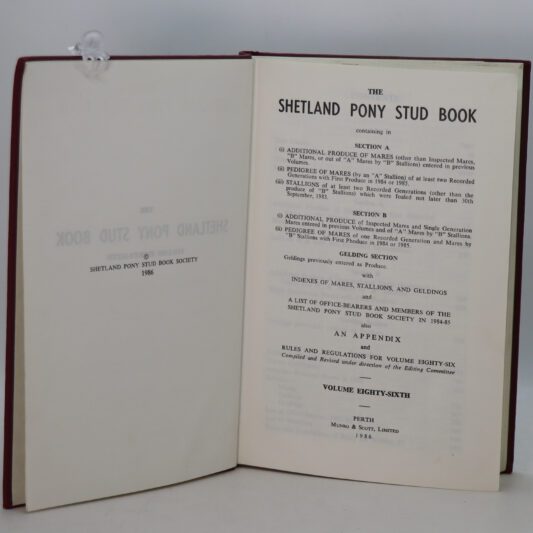 ©
SHETLAND PONY STUD BOOK SOCIETY
1986
THE
SHETLAND PONY STUD BOOK
containing in
SECTION A
(i) ADDITIONAL PRODUCE OF MARES (other than Inspected Mares,
"B" Mares, or out of "A" Mares by "B" Stallions) entered in previous
Volumes.
(ii) PEDIGREE OF MARES (by an "A" Stallion) of at least two Recorded
Generations with First Produce in 1984 or 1985.
(iii) STALLIONS of at least two Recorded Generations (other than the
produce of "B" Stallions) which were foaled not later than 30th
September, 1985.
SECTION B
(i) ADDITIONAL PRODUCE of Inspected and Single Generation
Mares entered in previous Volumes and of "A" Mares by "B" Stallions.
(ii) PEDIGREE OF MARES of one Recorded Generation and Mares by
"B" Stallions with First Produce in 1984 or 1985.
GELDING SECTION
Geldings previously entered as Produce.
with
INDEXES OF MARES, STALLIONS, AND GELDINGS
and
A LIST OF OFFICE-BEARERS AND MEMBERS OF THE
SHETLAND PONY STUD BOOK SOCIETY IN 1984-85
also
AN APPENDIX
and
RULES AND REGULATIONS FOR VOLUME EIGHTY-SIX
Compiled and Revised under direction of the Editing Committee
VOLUME EIGHTY-SIXTH
PERTH
MUNRO & SCOTT, LIMITED
1986